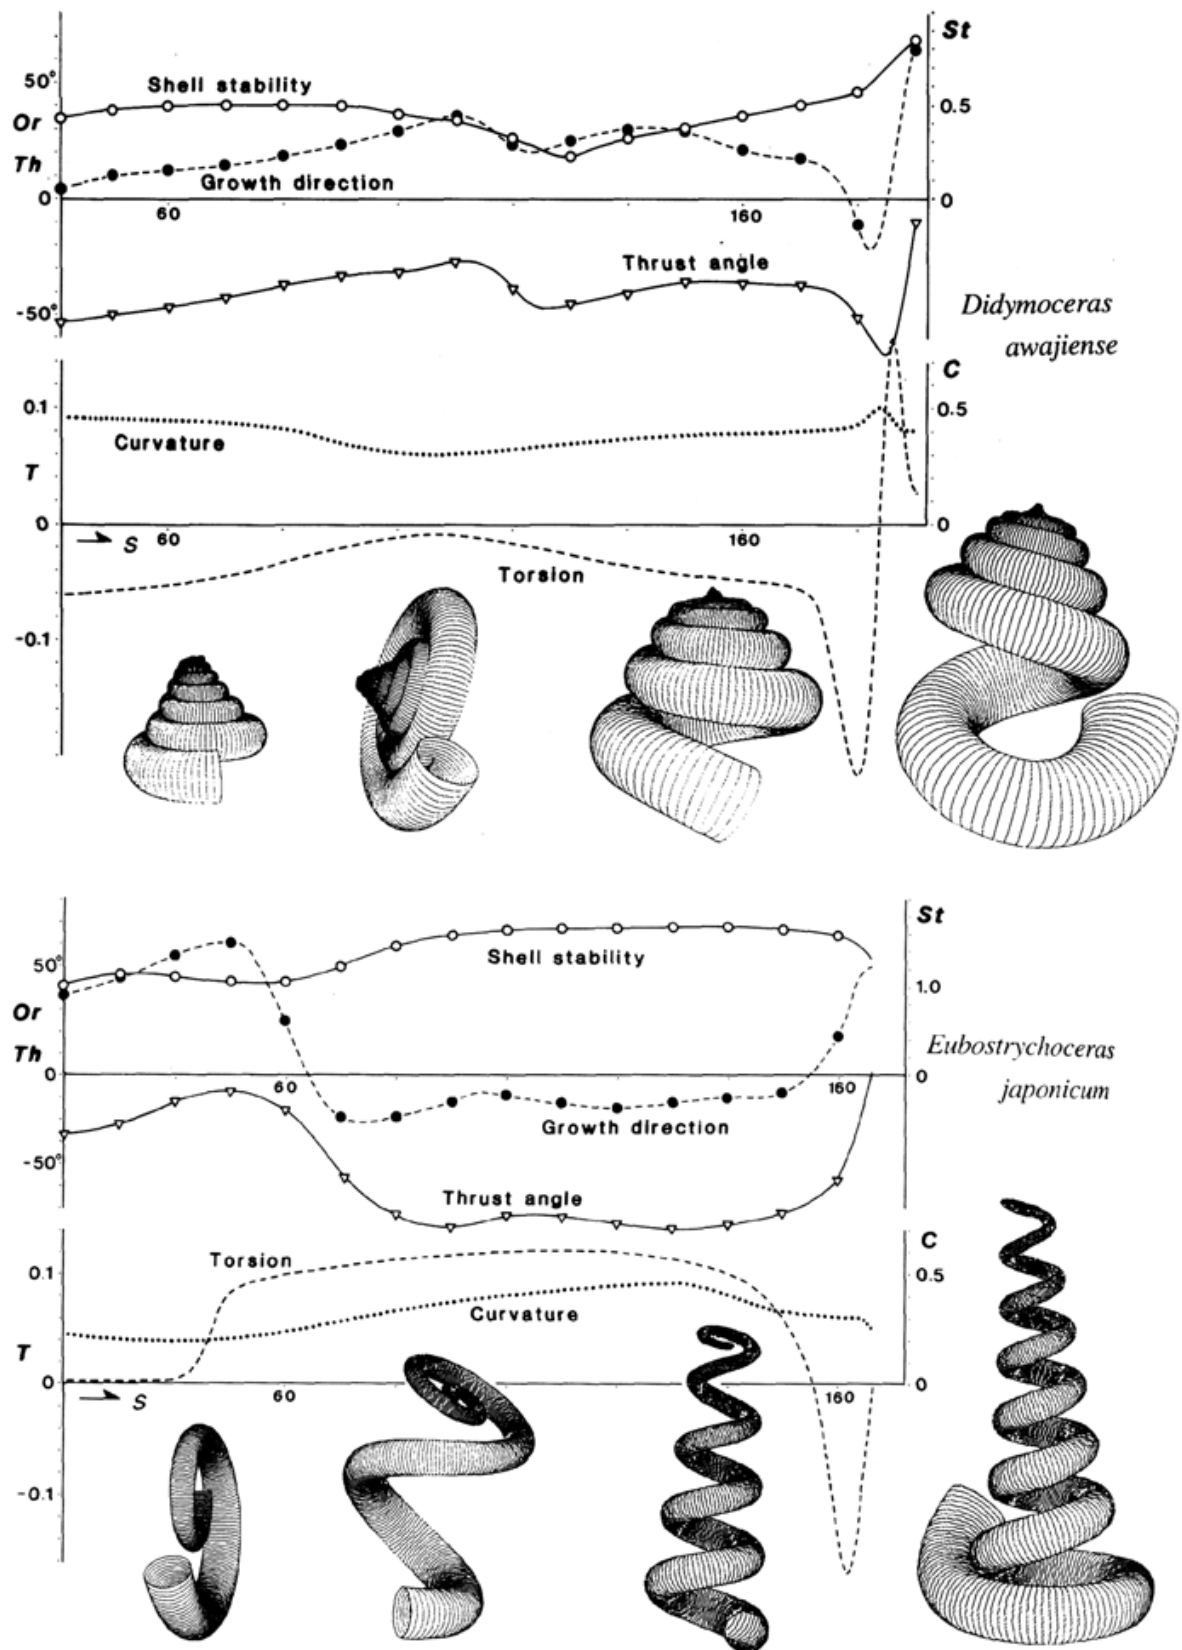 St
50°
Shell stability
Or
0.5
Th
Growth direction
0
60
160
0
Thrust angle
-50°
Didymoceras
awajiense
C
0.1
0.5
Curvature
T
0
S
60
160
0
Torsion
-0.1
St
50°
Shell stability
1.0
Or
Th
Eubostrychoceras
japonicum
0
60
160
0
Growth direction
-50°
Thrust angle
C
Torsion
0.1
0.5
Curvature
T
0
S
60
160
0
-0.1